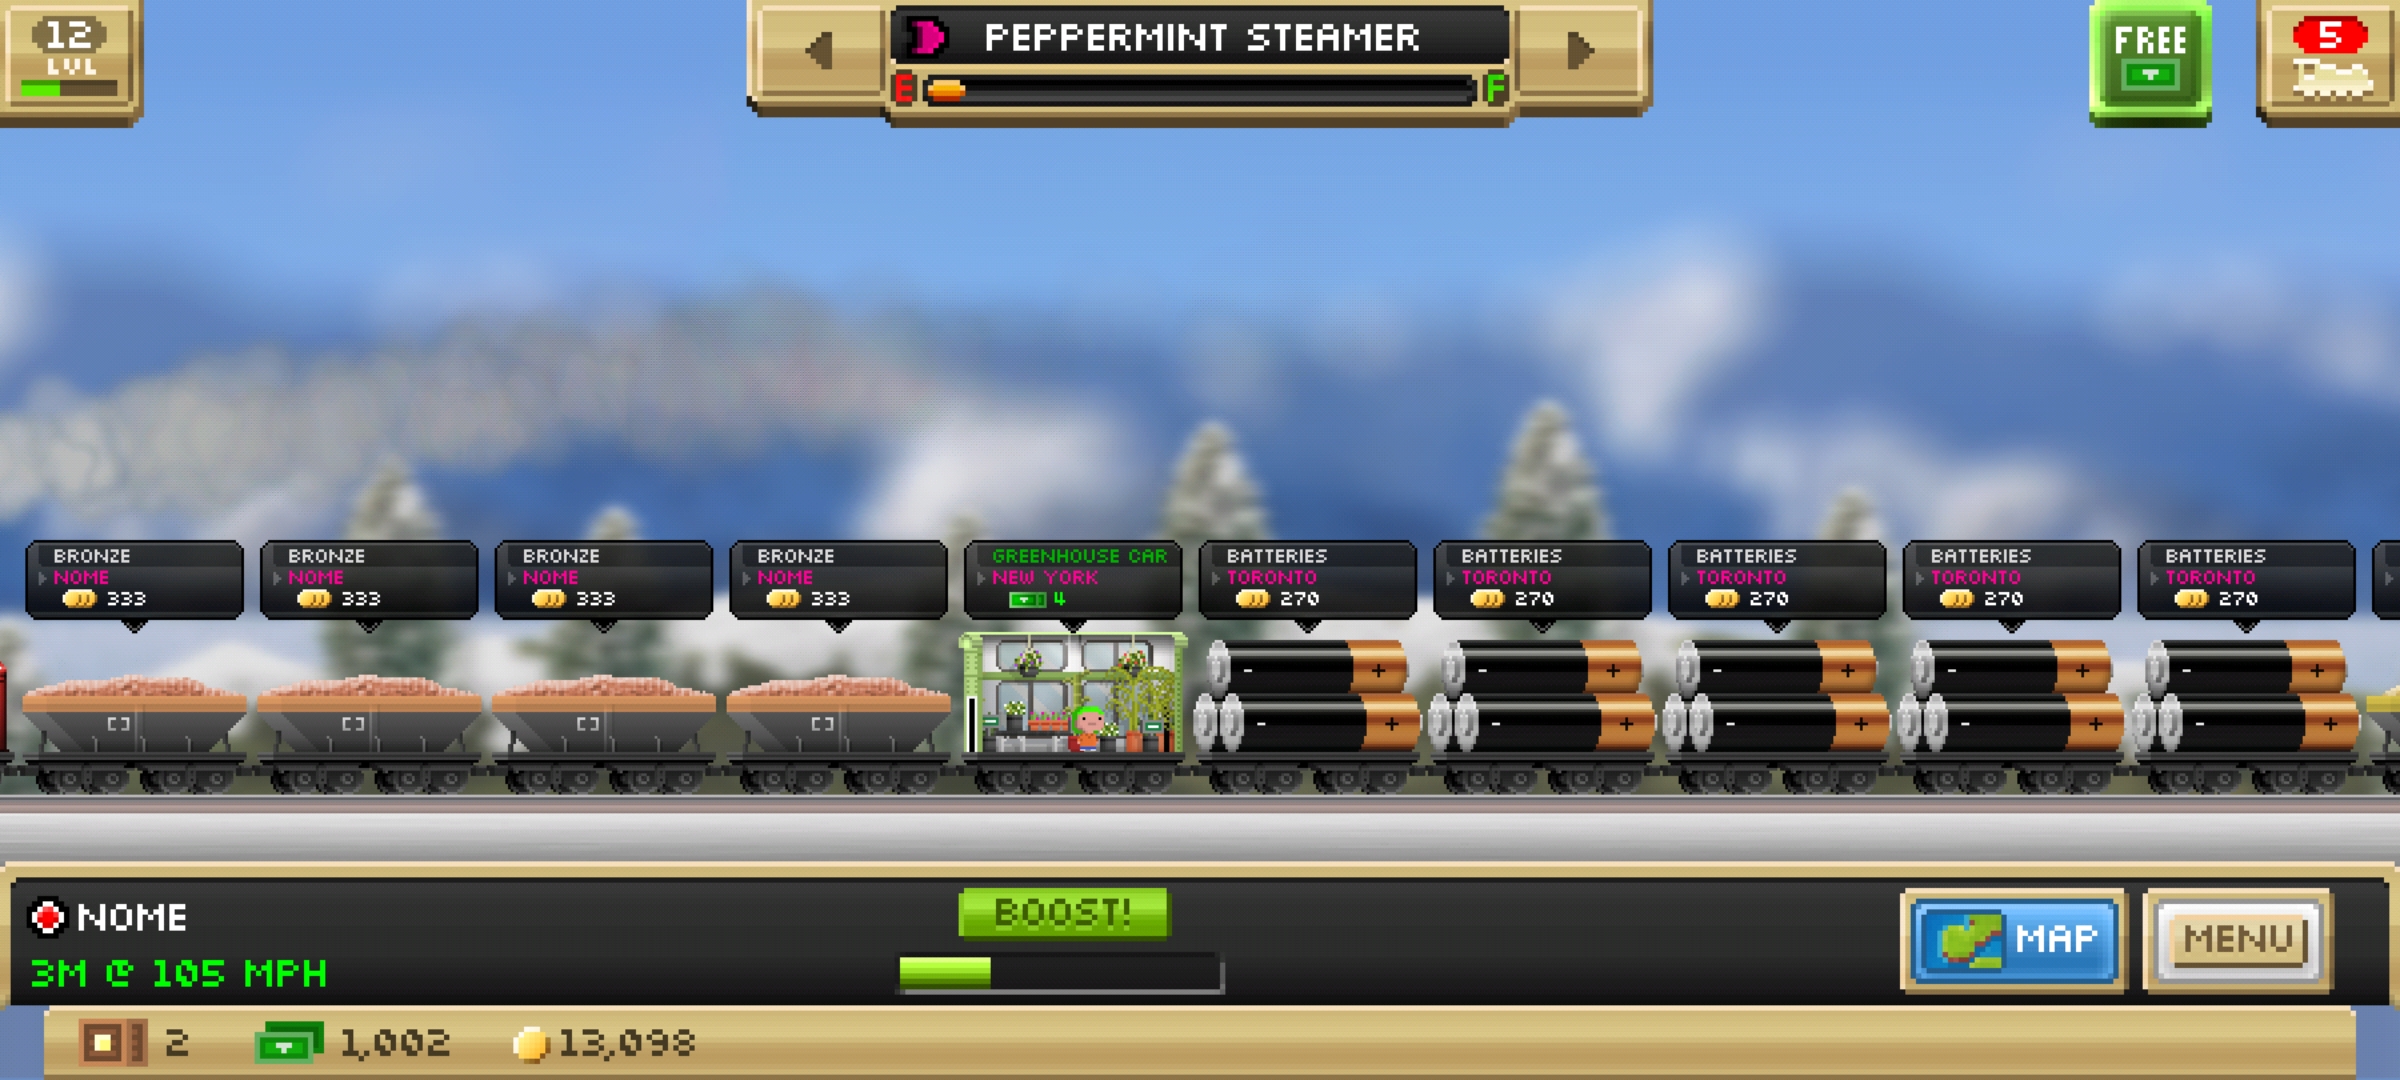 12
LVL
PEPPERMINT STEAMER
E F
FREE
5
BRONZE
NOME
333
BRONZE
NOME
333
BRONZE
NOME
333
BRONZE
NOME
333
GREENHOUSE CAR
NEW YORK
4
BATTERIES
TORONTO
270
BATTERIES
TORONTO
270
BATTERIES
TORONTO
270
BATTERIES
TORONTO
270
BATTERIES
TORONTO
270
- +
- +
- +
- +
- +
- +
- +
- +
- +
- +
NOME
3M @ 105 MPH
BOOST!
MAP
MENU
2
1,002
13,098